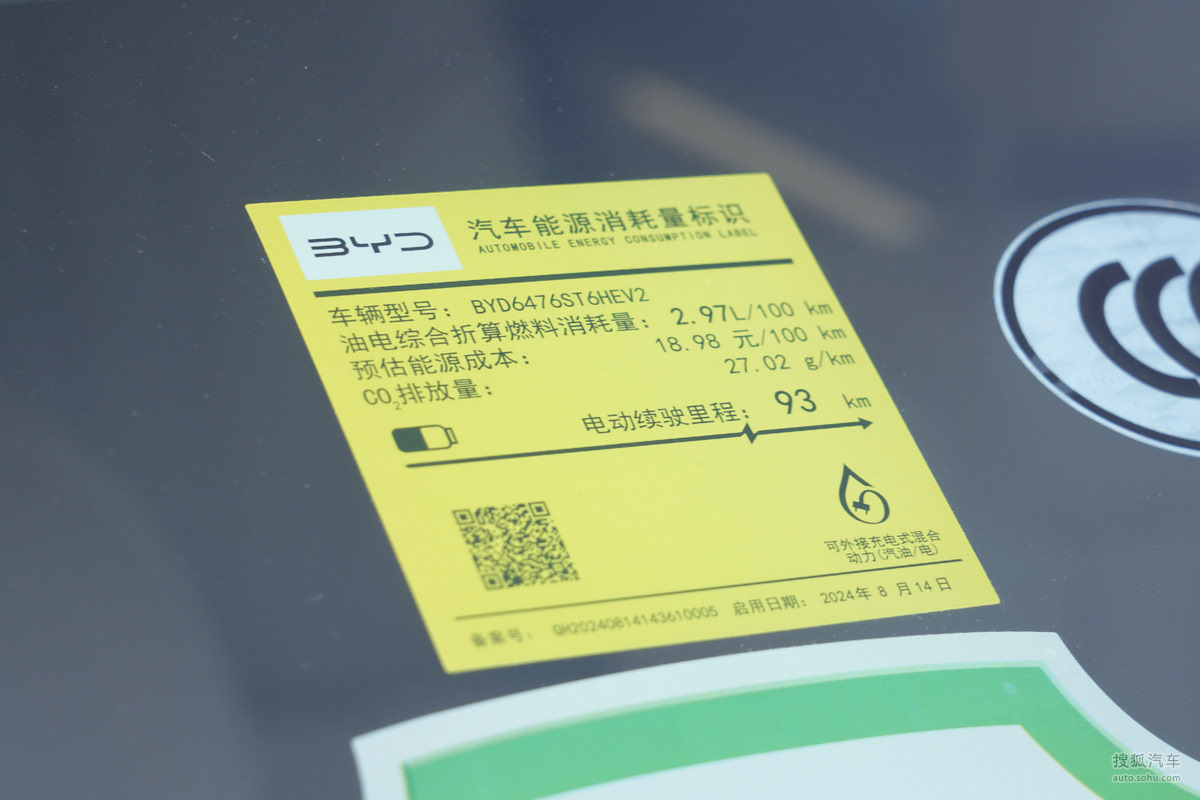 BYD
汽车能源消耗量标识
AUTOMOBILE ENERGY CONSUMPTION LABEL
车辆型号: BYD6476ST6HEV2
油电综合折算燃料消耗量: 2.97L/100 km
预估能源成本: 18.98 元/100 km
CO₂排放量: 27.02 g/km
电动续驶里程: 93 km
可外接充电式混合
动力(汽油/电)
备案号: QH20240814143610005 启用日期: 2024年 8 月 14 日
搜狐汽车
auto.sohu.com